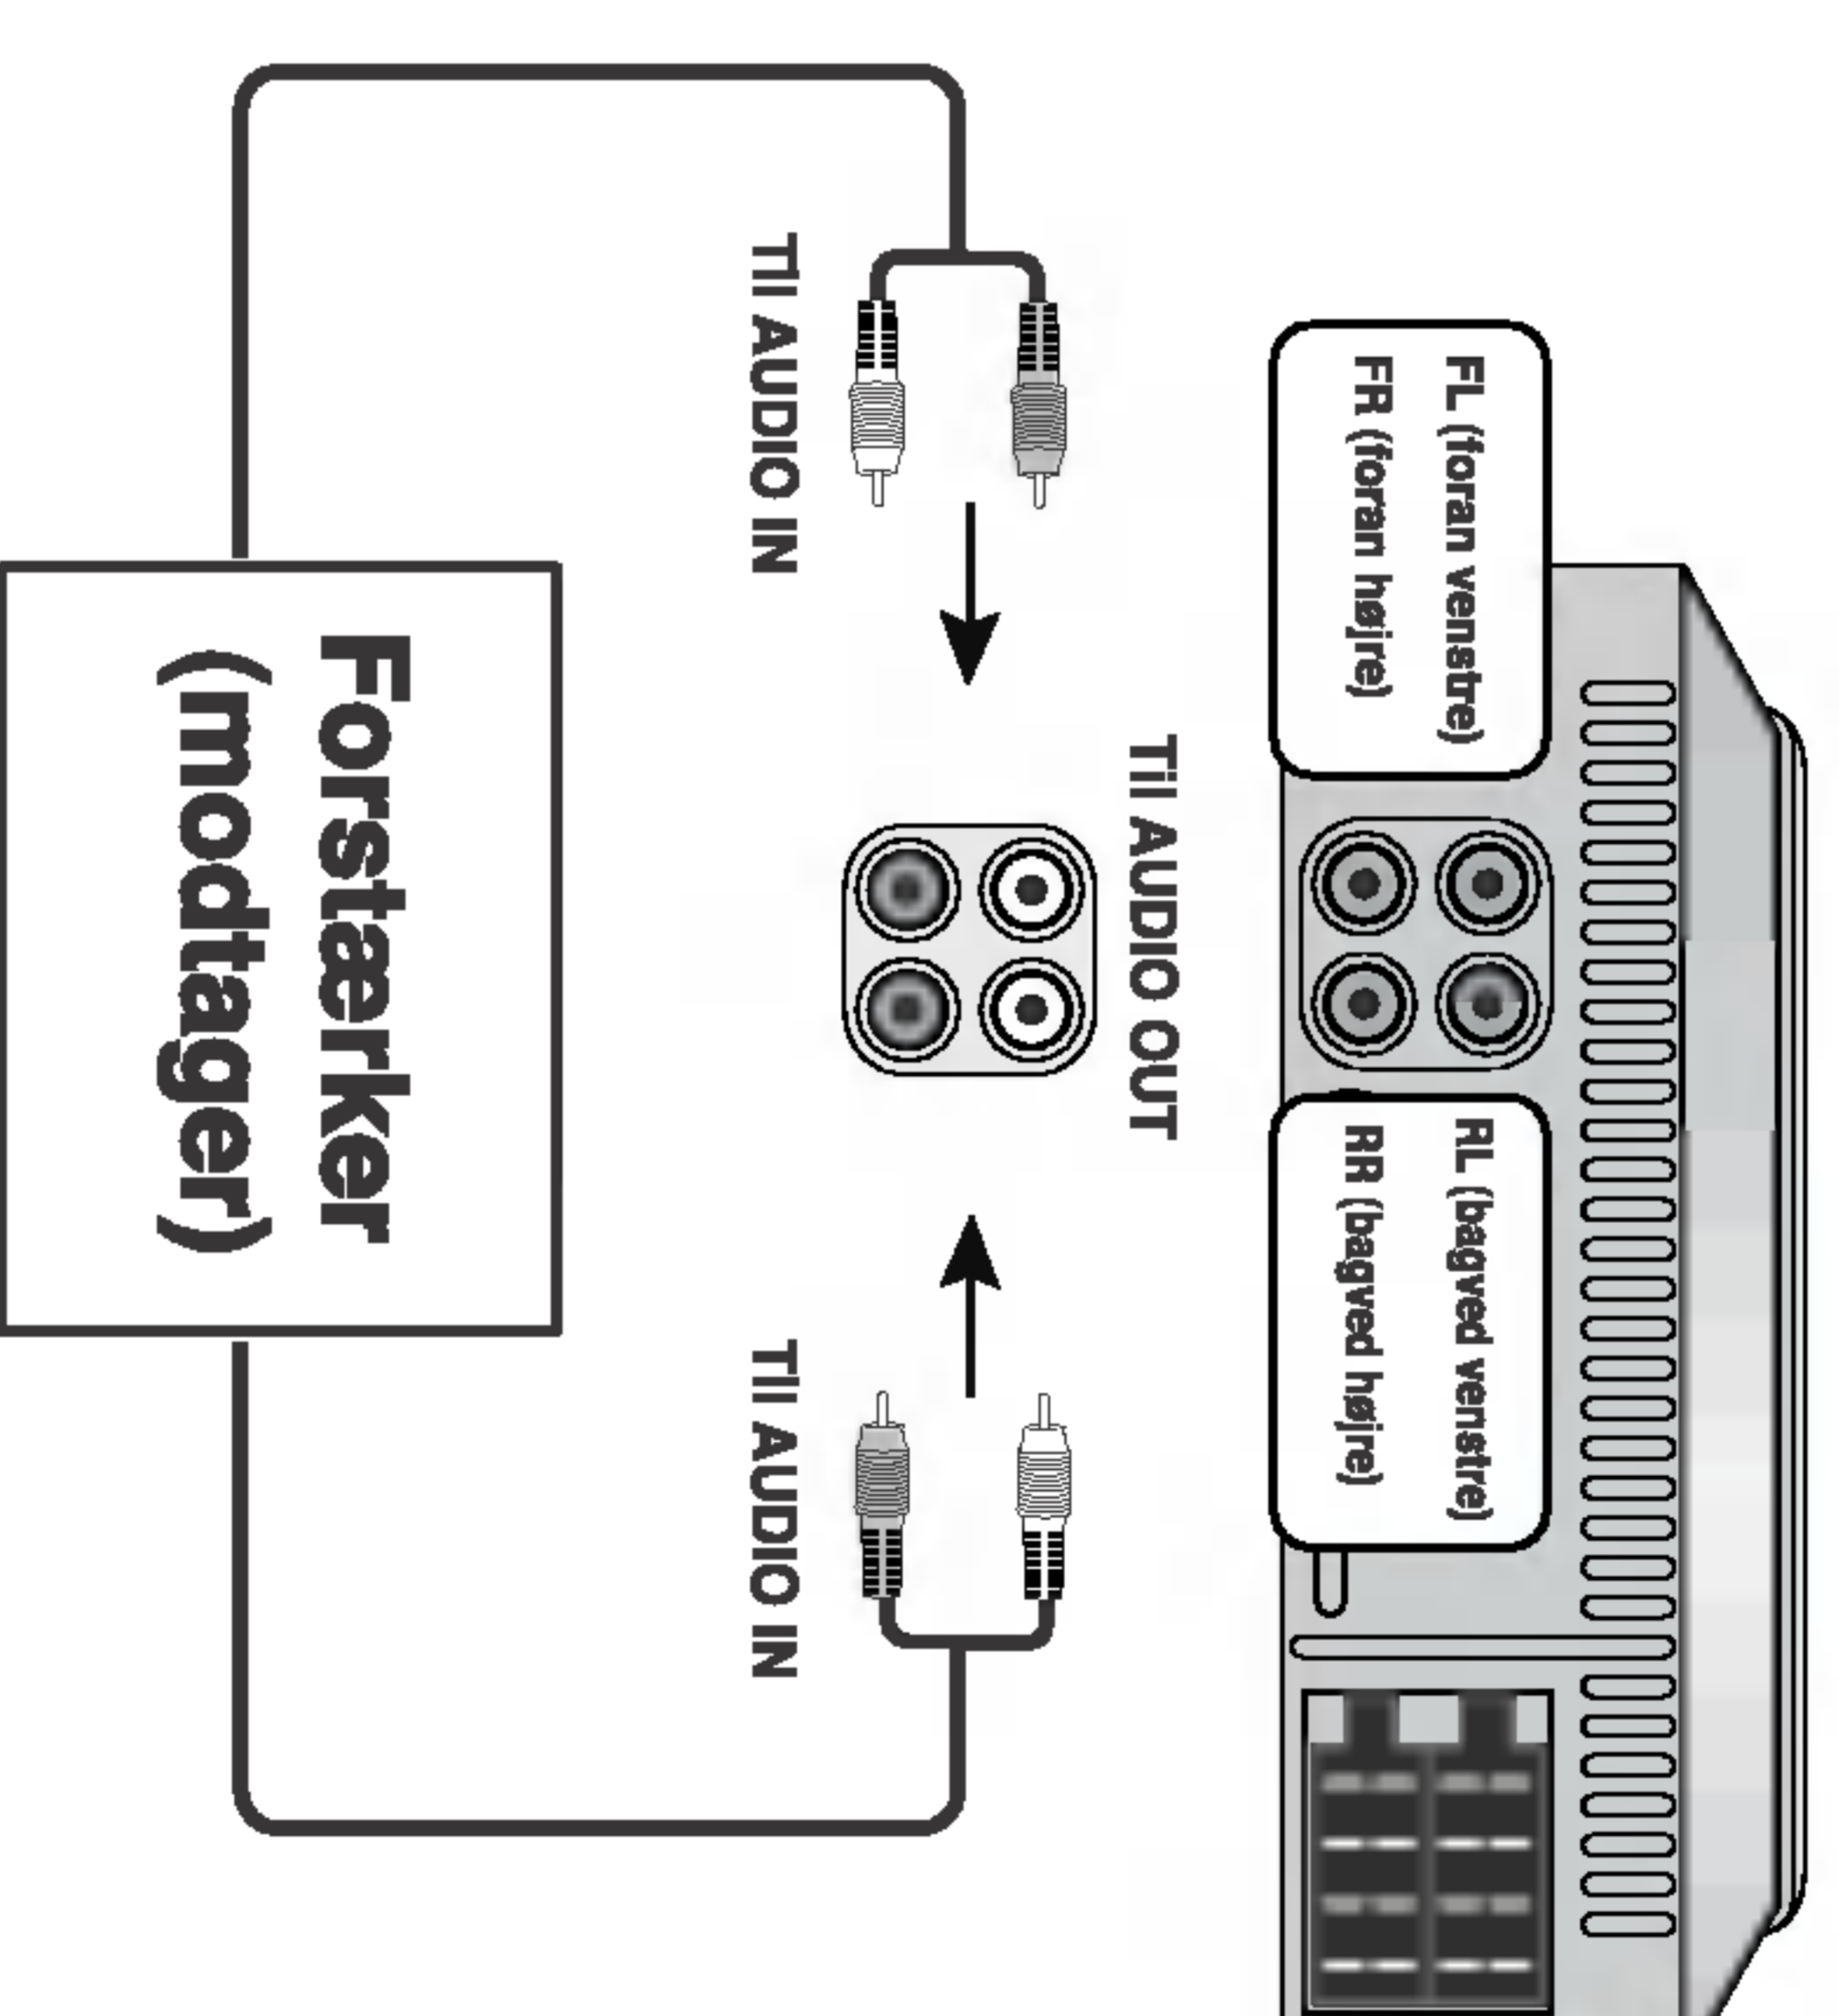 FL (foran venstre)
FR (foran højre)
RL (bagved venstre)
RR (bagved højre)
Til AUDIO OUT
Til AUDIO IN
Til AUDIO IN
Forstærker
(modtager)